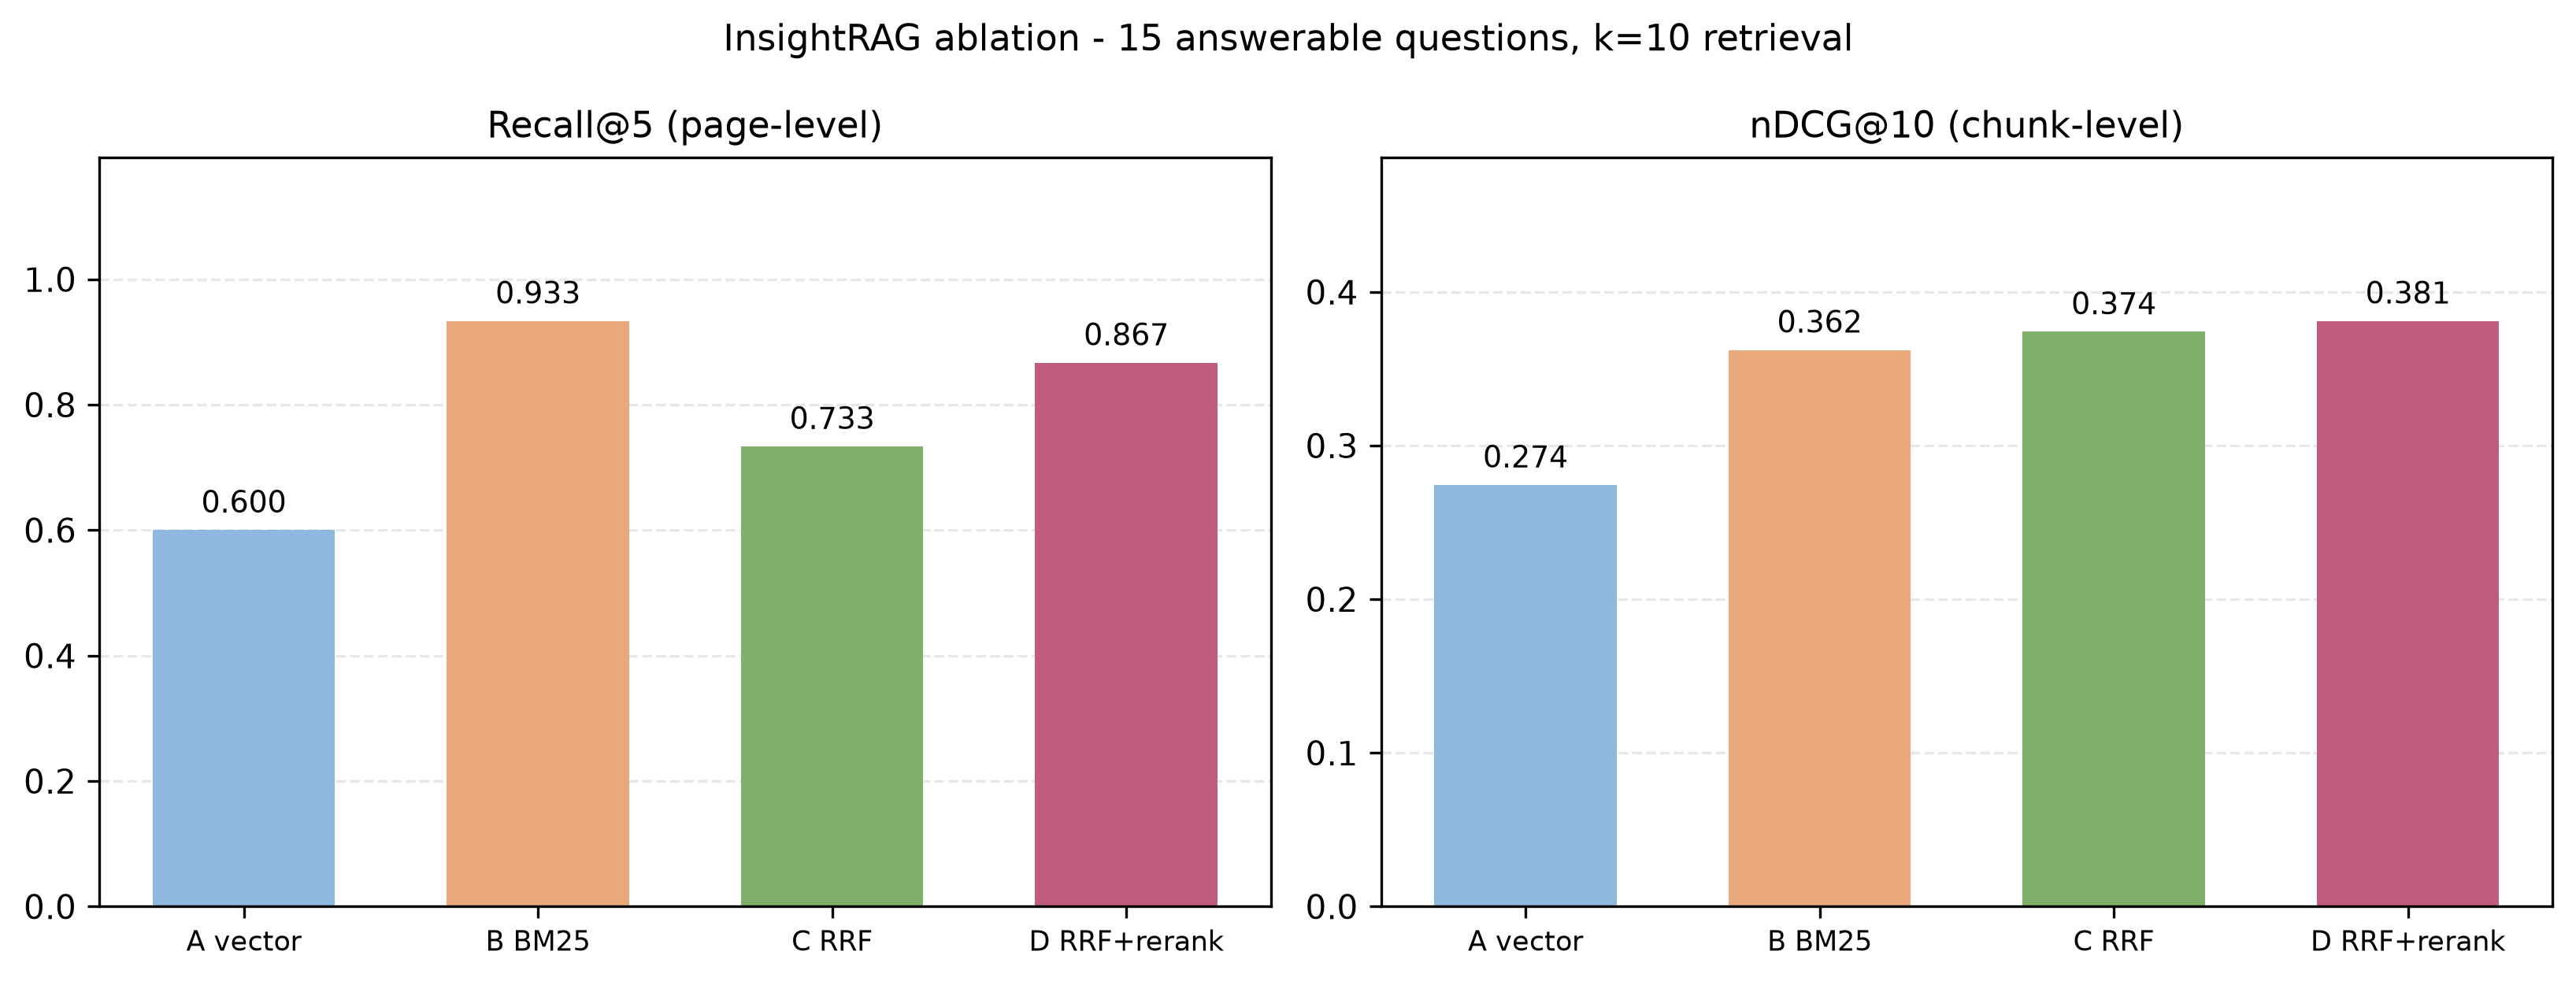 InsightRAG ablation - 15 answerable questions, k=10 retrieval
Recall@5 (page-level)
1.0
0.8
0.6
0.4
0.2
0.0
0.600
0.933
0.733
0.867
A vector
B BM25
C RRF
D RRF+rerank
nDCG@10 (chunk-level)
0.4
0.3
0.2
0.1
0.0
0.274
0.362
0.374
0.381
A vector
B BM25
C RRF
D RRF+rerank